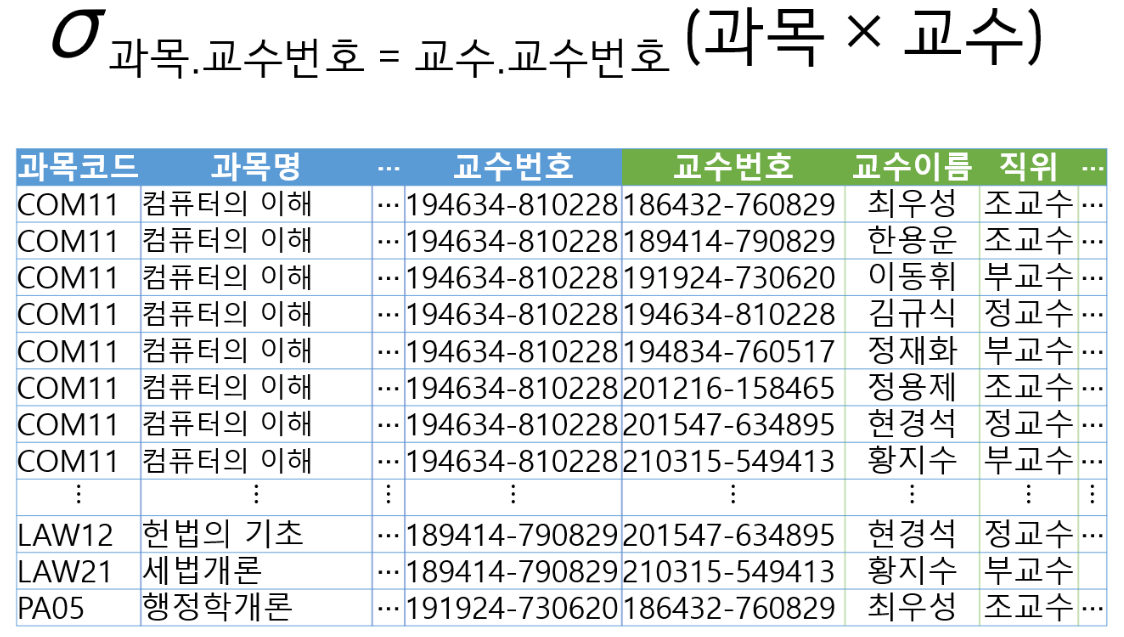 σ 과목.교수번호 = 교수.교수번호 (과목 × 교수)
과목코드 과목명 ... 교수번호 교수번호 교수이름 직위 ...
COM11 컴퓨터의 이해 ... 194634-810228 186432-760829 최우성 조교수 ...
COM11 컴퓨터의 이해 ... 194634-810228 189414-790829 한용운 조교수 ...
COM11 컴퓨터의 이해 ... 194634-810228 191924-730620 이동휘 부교수 ...
COM11 컴퓨터의 이해 ... 194634-810228 194634-810228 김규식 정교수 ...
COM11 컴퓨터의 이해 ... 194634-810228 194834-760517 정재화 부교수 ...
COM11 컴퓨터의 이해 ... 194634-810228 201216-158465 정용제 조교수 ...
COM11 컴퓨터의 이해 ... 194634-810228 201547-634895 현경석 정교수 ...
COM11 컴퓨터의 이해 ... 194634-810228 210315-549413 황지수 부교수 ...
⋮ ⋮ ⋮ ⋮ ⋮ ⋮ ⋮ ⋮
LAW12 헌법의 기초 ... 189414-790829 201547-634895 현경석 정교수 ...
LAW21 세법개론 ... 189414-790829 210315-549413 황지수 부교수
PA05 행정학개론 ... 191924-730620 186432-760829 최우성 조교수 ...